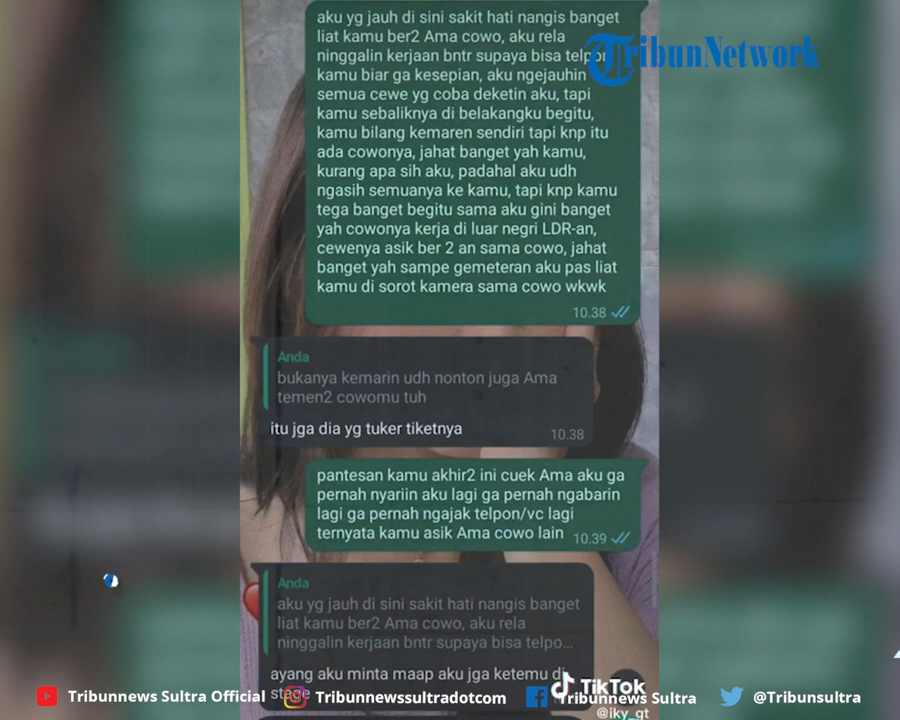 aku yg jauh di sini sakit hati nangis banget
liat kamu ber2 Ama cowo, aku rela
ninggalin kerjaan bntr supaya bisa telpon
kamu biar ga kesepian, aku ngejauhin
semua cewe yg coba deketin aku, tapi
kamu sebaliknya di belakangku begitu,
kamu bilang kemaren sendiri tapi knp itu
ada cowonya, jahat banget yah kamu,
kurang apa sih aku, padahal aku udh
ngasih semuanya ke kamu, tapi knp kamu
tega banget begitu sama aku gini banget
yah cowonya kerja di luar negri LDR-an,
cewenya asik ber 2 an sama cowo, jahat
banget yah sampe gemeteran aku pas liat
kamu di sorot kamera sama cowo wkwk
10.38
TribunNetwork
Anda
bukanya kemarin udh nonton juga Ama
temen2 cowomu tuh
itu jga dia yg tuker tiketnya
10.38
pantesan kamu akhir2 ini cuek Ama aku ga
pernah nyariin aku lagi ga pernah ngabarin
lagi ga pernah ngajak telpon/vc lagi
ternyata kamu asik Ama cowo lain
10.39
Anda
aku yg jauh di sini sakit hati nangis banget
liat kamu ber2 Ama cowo, aku rela
ninggalin kerjaan bntr supaya bisa telpo...
ayang aku minta maap aku jga ketemu di
TikTok
@iky_gt
Tribunnews Sultra Official
Tribunnewssultradotcom
Tribunnews Sultra
@Tribunsultra